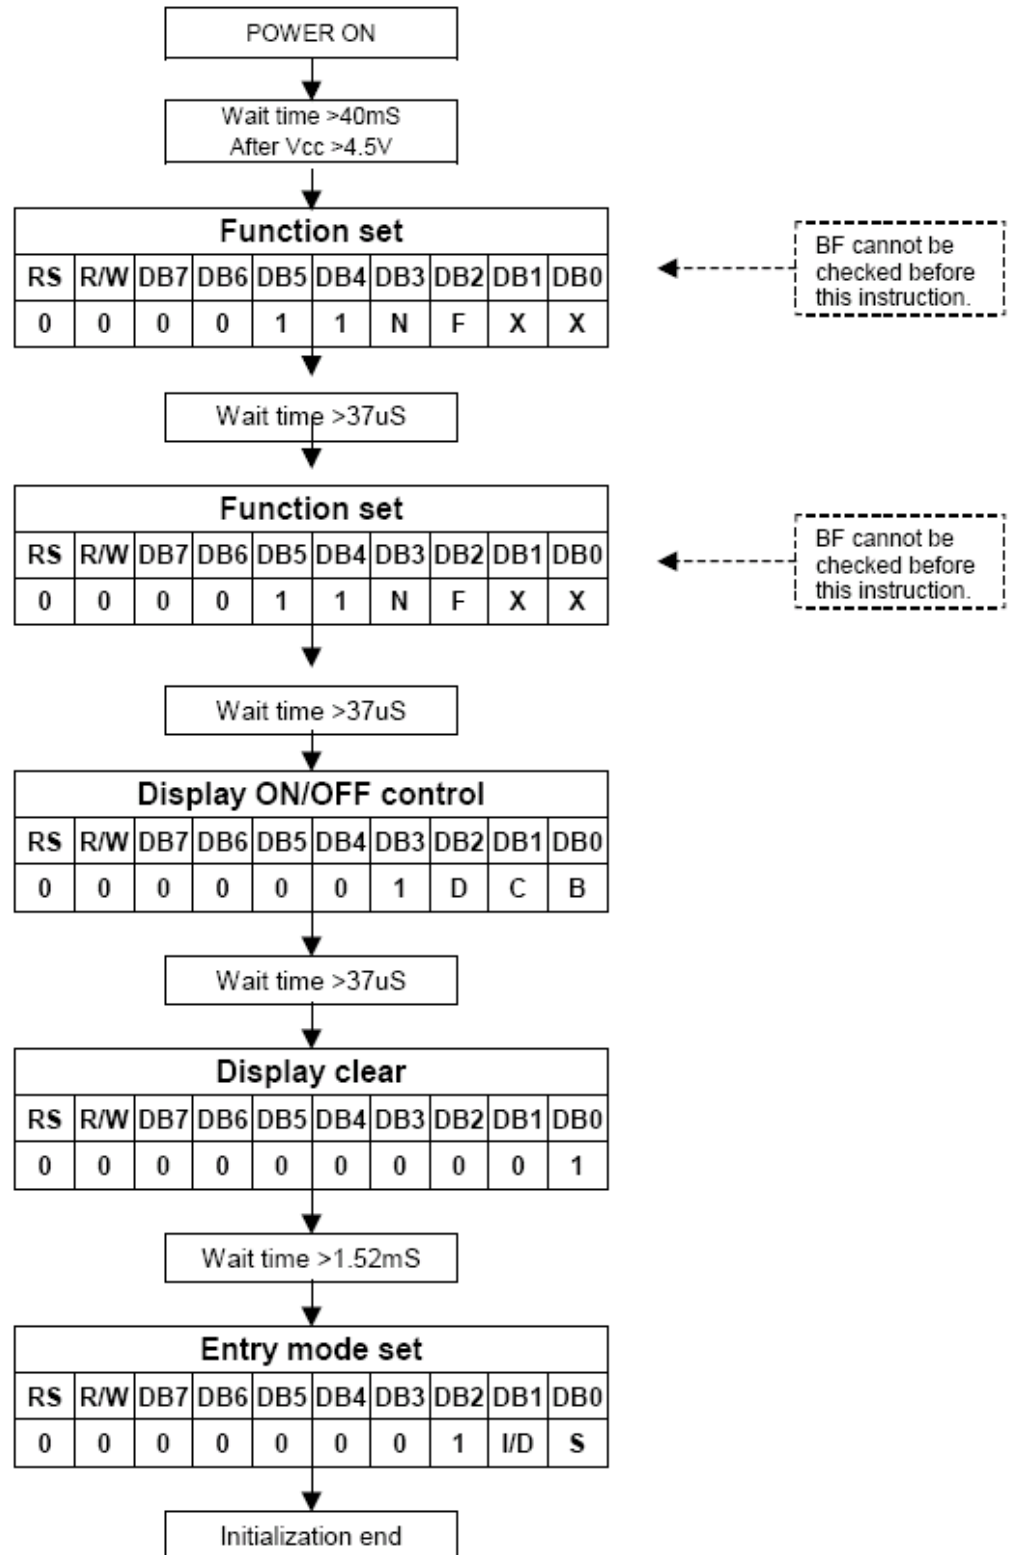 POWER ON
Wait time >40mS
After Vcc >4.5V
Function set
RS R/W DB7 DB6 DB5 DB4 DB3 DB2 DB1 DB0
0 0 0 0 1 1 N F X X
BF cannot be
checked before
this instruction.
Wait time >37uS
Function set
RS R/W DB7 DB6 DB5 DB4 DB3 DB2 DB1 DB0
0 0 0 0 1 1 N F X X
BF cannot be
checked before
this instruction.
Wait time >37uS
Display ON/OFF control
RS R/W DB7 DB6 DB5 DB4 DB3 DB2 DB1 DB0
0 0 0 0 0 0 1 D C B
Wait time >37uS
Display clear
RS R/W DB7 DB6 DB5 DB4 DB3 DB2 DB1 DB0
0 0 0 0 0 0 0 0 0 1
Wait time >1.52mS
Entry mode set
RS R/W DB7 DB6 DB5 DB4 DB3 DB2 DB1 DB0
0 0 0 0 0 0 0 1 I/D S
Initialization end